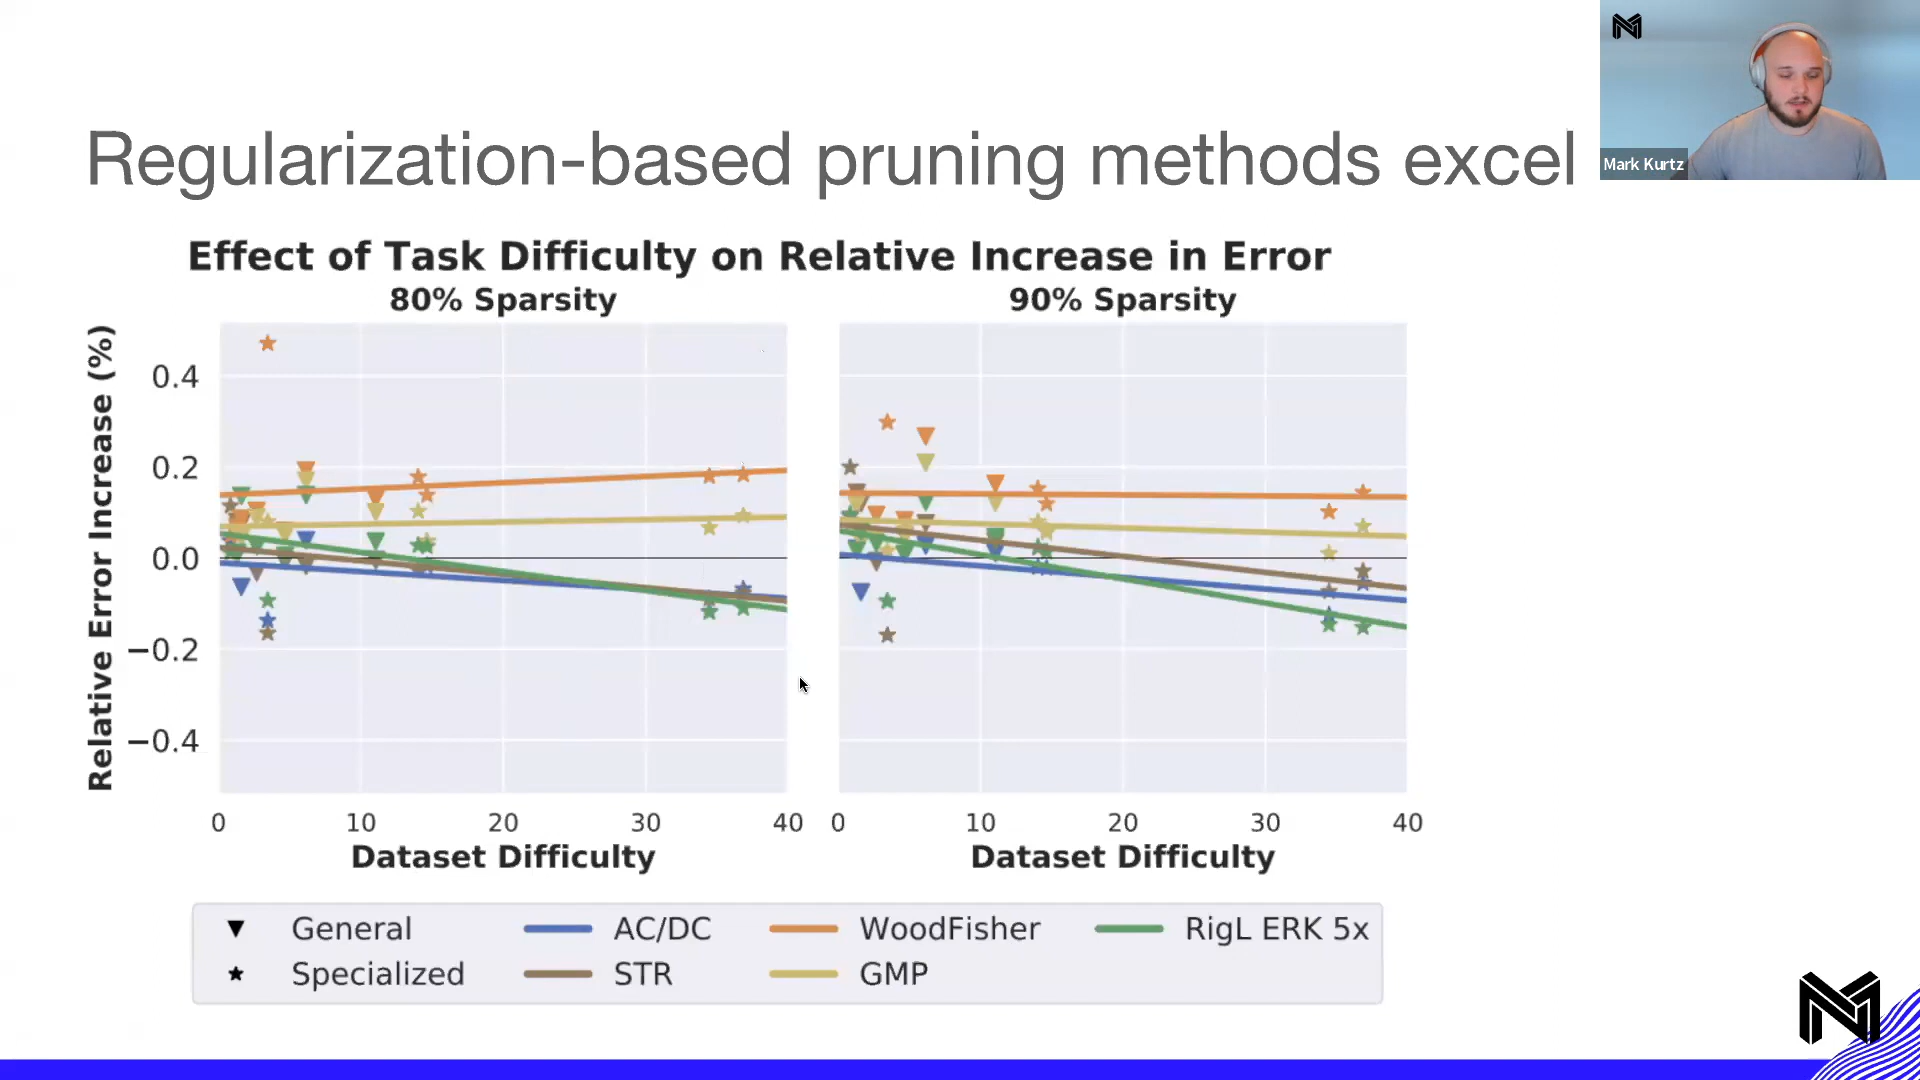 Regularization-based pruning methods excel
Mark Kurtz
Effect of Task Difficulty on Relative Increase in Error
80% Sparsity
90% Sparsity
Relative Error Increase (%)
0.4
0.2
0.0
−0.2
−0.4
0 10 20 30 40
0 10 20 30 40
Dataset Difficulty
Dataset Difficulty
General AC/DC WoodFisher RigL ERK 5x
Specialized STR GMP